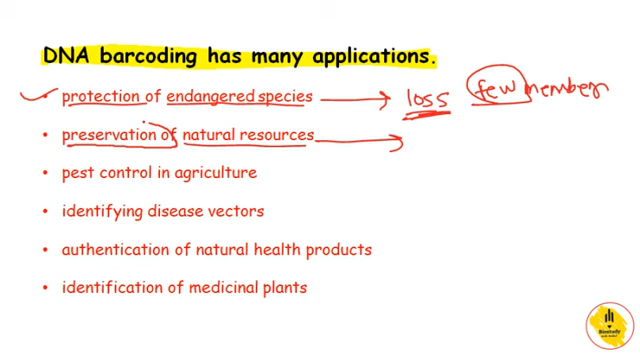 DNA barcoding has many applications.
• protection of endangered species loss few member
• preservation of natural resources
• pest control in agriculture
• identifying disease vectors
• authentication of natural health products
• identification of medicinal plants
Biostudy